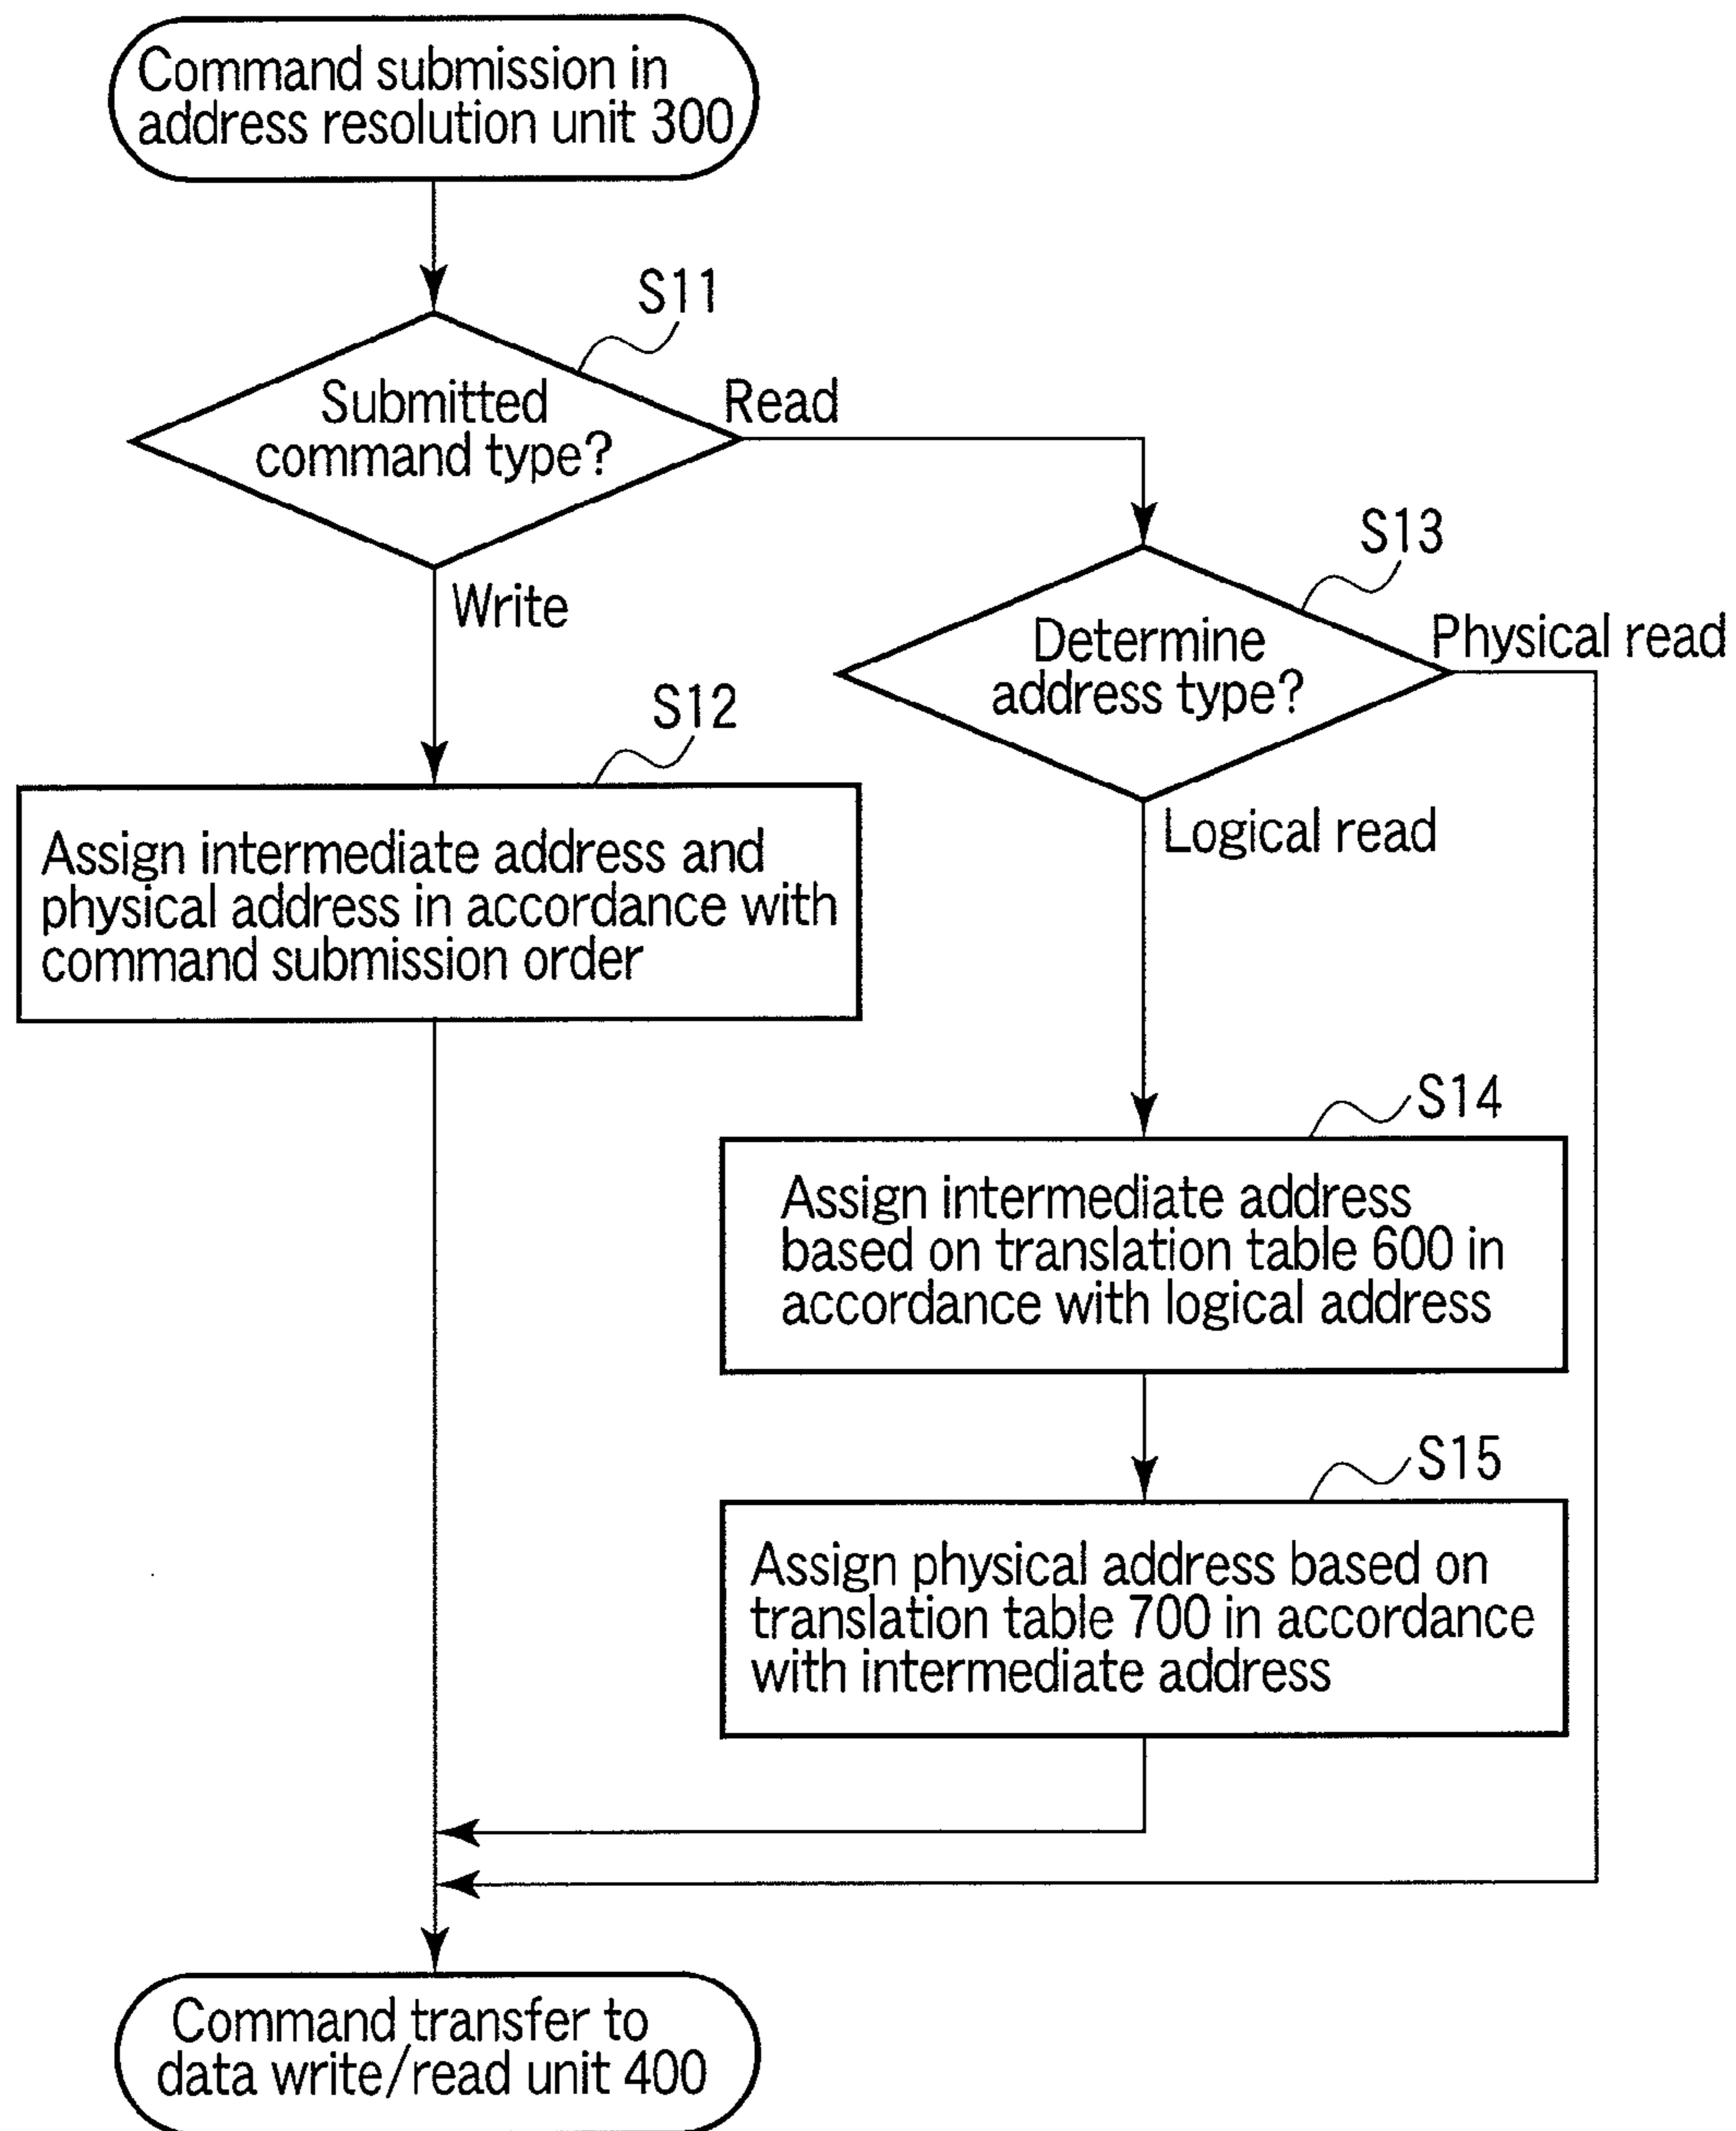 Command submission in
address resolution unit 300
S11
Submitted
command type?
Read
Write
S13
Determine
address type?
Physical read
Logical read
S12
Assign intermediate address and
physical address in accordance with
command submission order
S14
Assign intermediate address
based on translation table 600 in
accordance with logical address
S15
Assign physical address based on
translation table 700 in accordance
with intermediate address
Command transfer to
data write/read unit 400